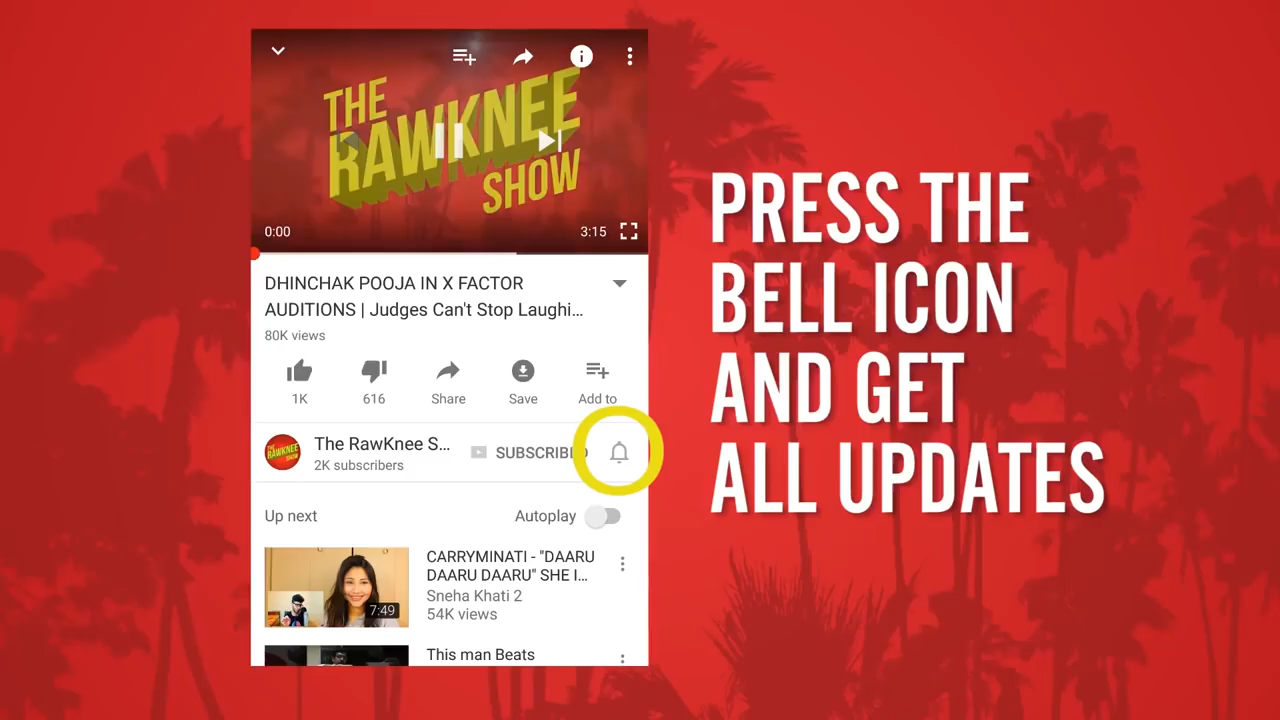 THE
RAWKNEE
SHOW
0:00
3:15
DHINCHAK POOJA IN X FACTOR
AUDITIONS | Judges Can't Stop Laughi...
80K views
1K
616
Share
Save
Add to
The RawKnee S...
SUBSCRIBED
2K subscribers
Up next
Autoplay
CARRYMINATI - "DAARU
DAARU DAARU" SHE I...
Sneha Khati 2
54K views
7:49
This man Beats
PRESS THE
BELL ICON
AND GET
ALL UPDATES